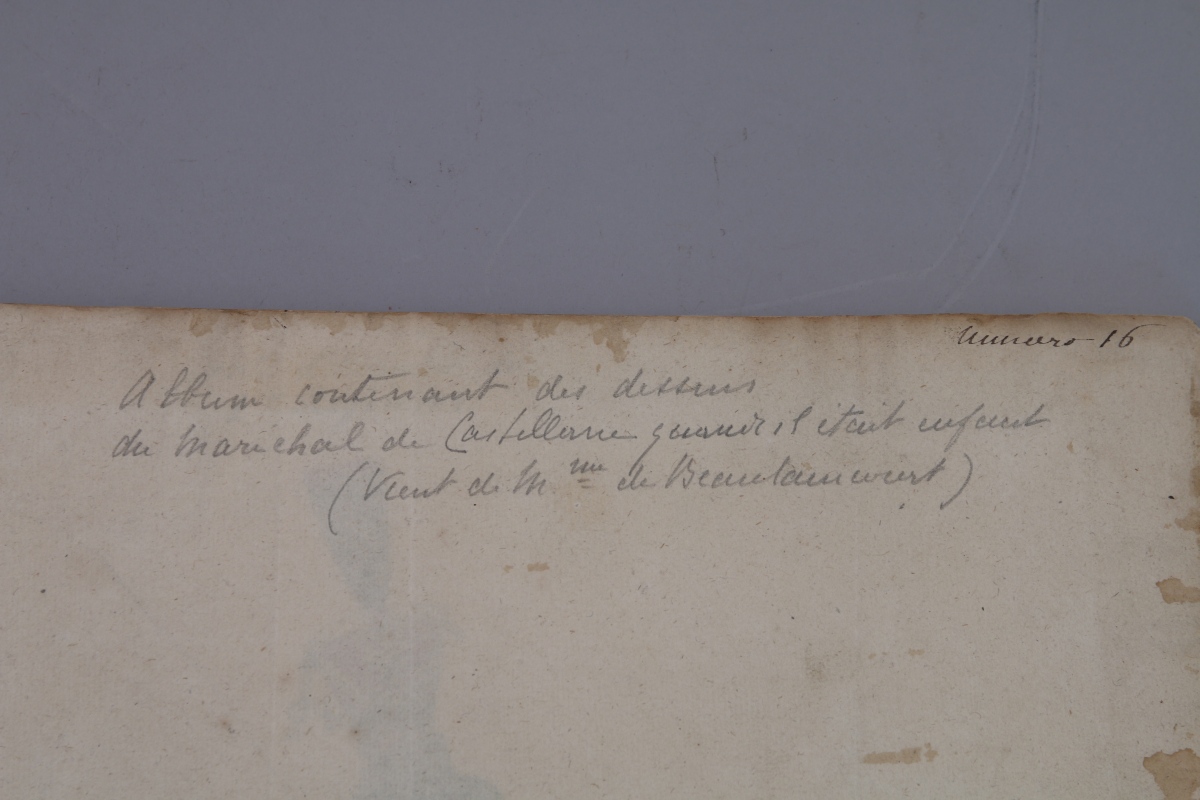 numero 16
Album contenant des dessins
du Maréchal de Castellane quand il était enfant
(Vient de Mme de Beaulaincourt)